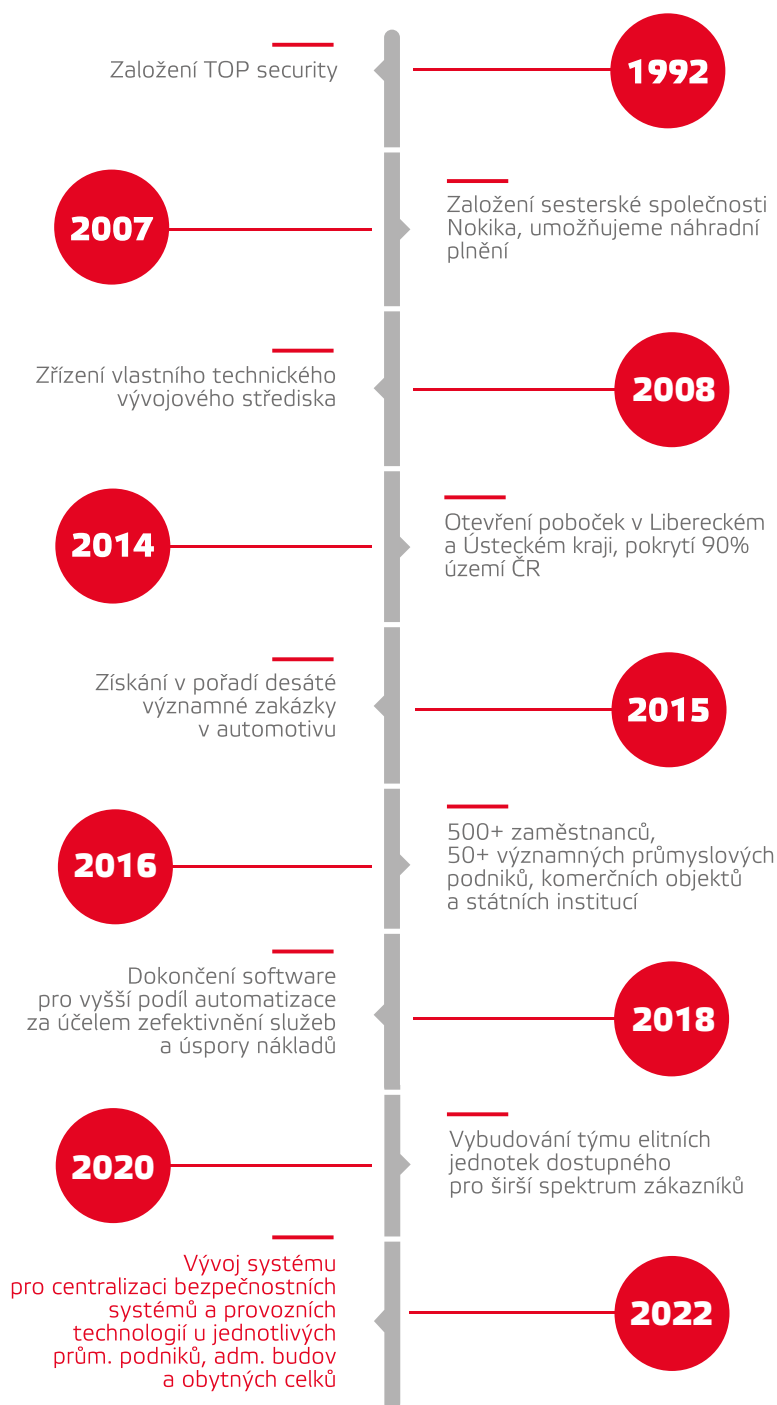 Založení TOP security
1992
2007
Založení sesterské společnosti
Nokika, umožňujeme náhradní
plnění
Zřízení vlastního technického
vývojového střediska
2008
2014
Otevření poboček v Libereckém
a Ústeckém kraji, pokrytí 90%
území ČR
Získání v pořadí desáté
významné zakázky
v automotivu
2015
2016
500+ zaměstnanců,
50+ významných průmyslových
podniků, komerčních objektů
a státních institucí
Dokončení software
pro vyšší podíl automatizace
za účelem zefektivnění služeb
a úspory nákladů
2018
2020
Vybudování týmu elitních
jednotek dostupného
pro širší spektrum zákazníků
Vývoj systému
pro centralizaci bezpečnostních
systémů a provozních
technologií u jednotlivých
prům. podniků, adm. budov
a obytných celků
2022